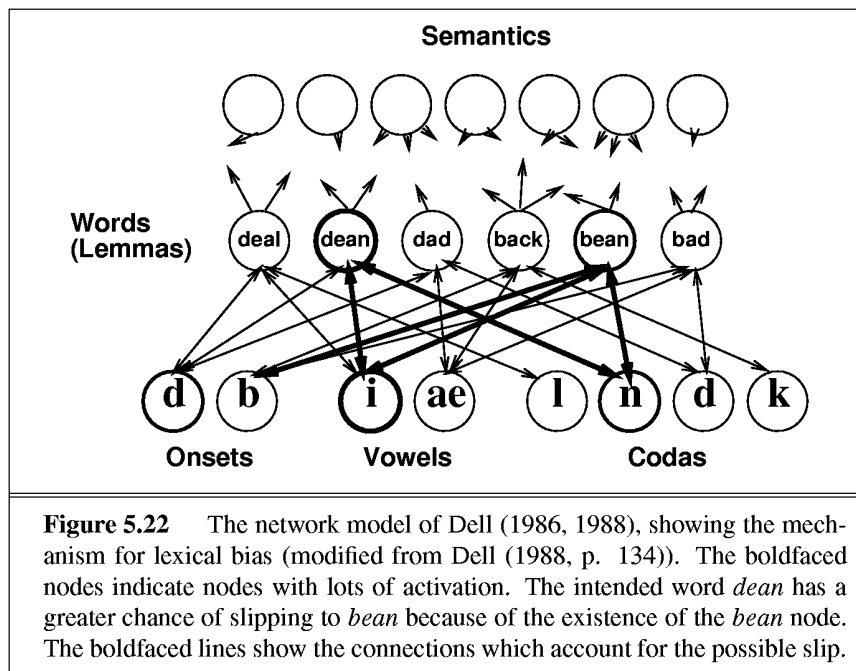 Semantics
Words
(Lemmas)
deal dean dad back bean bad
d b i ae l n d k
Onsets Vowels Codas
Figure 5.22 The network model of Dell (1986, 1988), showing the mech-
anism for lexical bias (modified from Dell (1988, p. 134)). The boldfaced
nodes indicate nodes with lots of activation. The intended word dean has a
greater chance of slipping to bean because of the existence of the bean node.
The boldfaced lines show the connections which account for the possible slip.